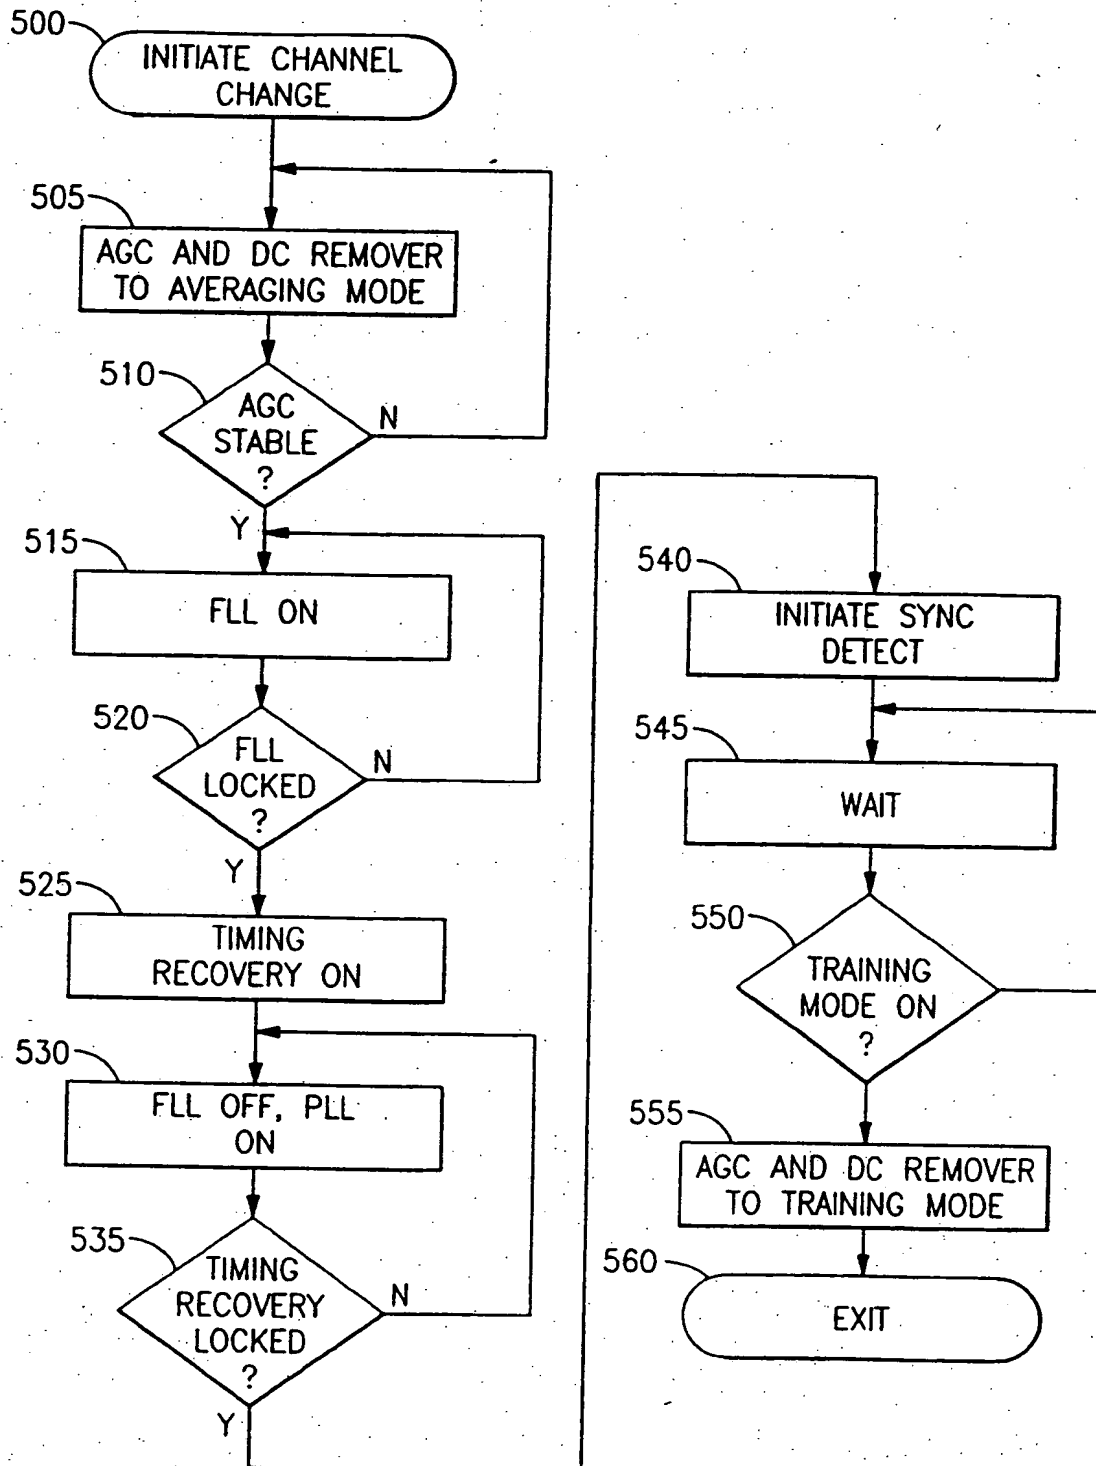 500
INITIATE CHANNEL
CHANGE
505
AGC AND DC REMOVER
TO AVERAGING MODE
510
AGC
STABLE
?
N
Y
515
FLL ON
520
FLL
LOCKED
?
N
Y
525
TIMING
RECOVERY ON
530
FLL OFF, PLL
ON
535
TIMING
RECOVERY
LOCKED
?
N
Y
540
INITIATE SYNC
DETECT
545
WAIT
550
TRAINING
MODE ON
?
555
AGC AND DC REMOVER
TO TRAINING MODE
560
EXIT